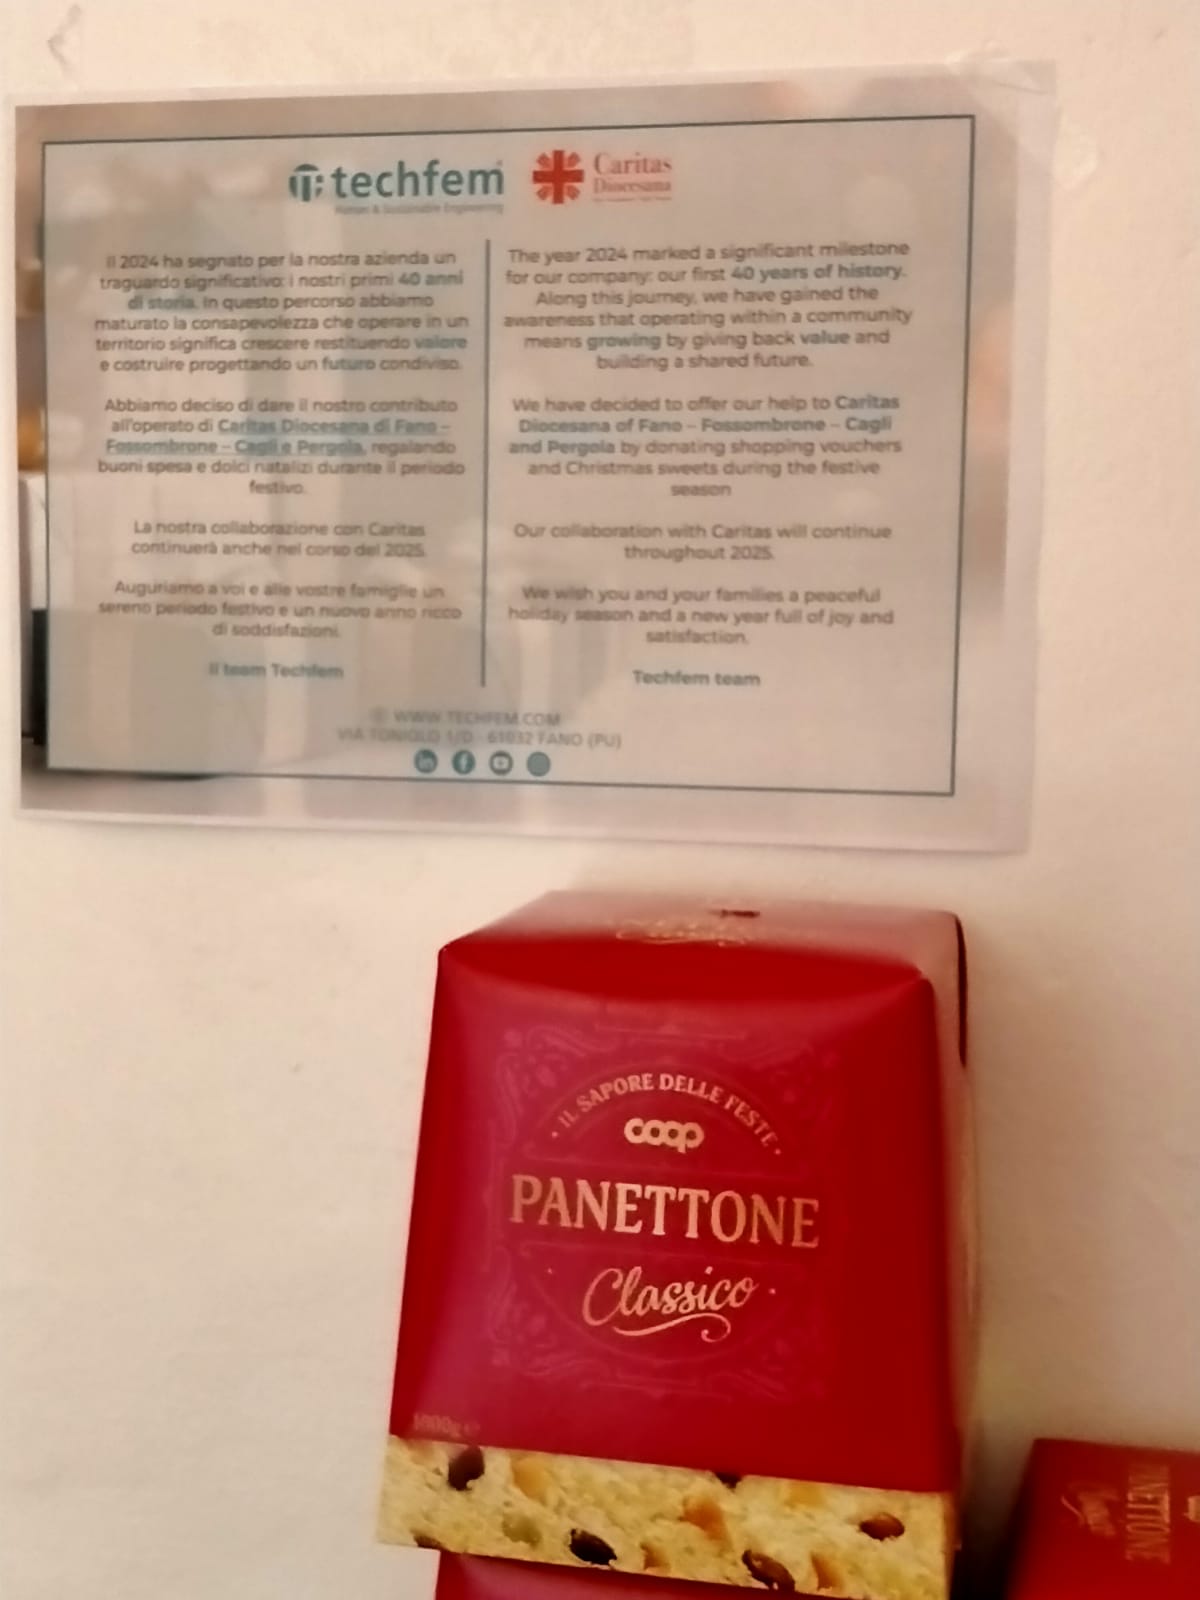 techfem
Human & Sustainable Engineering
Caritas
Diocesana
Il 2024 ha segnato per la nostra azienda un
traguardo significativo: i nostri primi 40 anni
di storia. In questo percorso abbiamo
maturato la consapevolezza che operare in un
territorio significa crescere restituendo valore
e costruire progettando un futuro condiviso.
Abbiamo deciso di dare il nostro contributo
all'operato di Caritas Diocesana di Fano –
Fossombrone – Cagli e Pergola, regalando
buoni spesa e dolci natalizi durante il periodo
festivo.
La nostra collaborazione con Caritas
continuerà anche nel corso del 2025.
Auguriamo a voi e alle vostre famiglie un
sereno periodo festivo e un nuovo anno ricco
di soddisfazioni.
Il team Techfem
The year 2024 marked a significant milestone
for our company: our first 40 years of history.
Along this journey, we have gained the
awareness that operating within a community
means growing by giving back value and
building a shared future.
We have decided to offer our help to Caritas
Diocesana of Fano – Fossombrone – Cagli
and Pergola by donating shopping vouchers
and Christmas sweets during the festive
season
Our collaboration with Caritas will continue
throughout 2025.
We wish you and your families a peaceful
holiday season and a new year full of joy and
satisfaction.
Techfem team
WWW.TECHFEM.COM
VIA TONIOLO 1/D - 61032 FANO (PU)
• IL SAPORE DELLE FESTE •
coop
PANETTONE
Classico
1000g e
PANETTONE